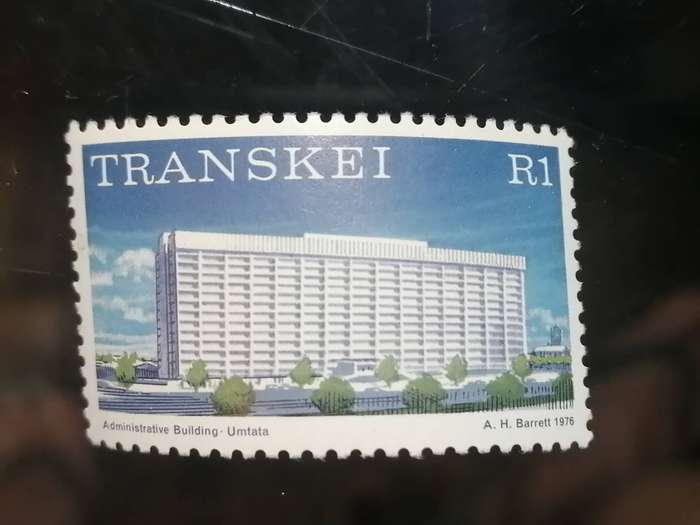 TRANSKEI R1
Administrative Building · Umtata A. H. Barrett 1976